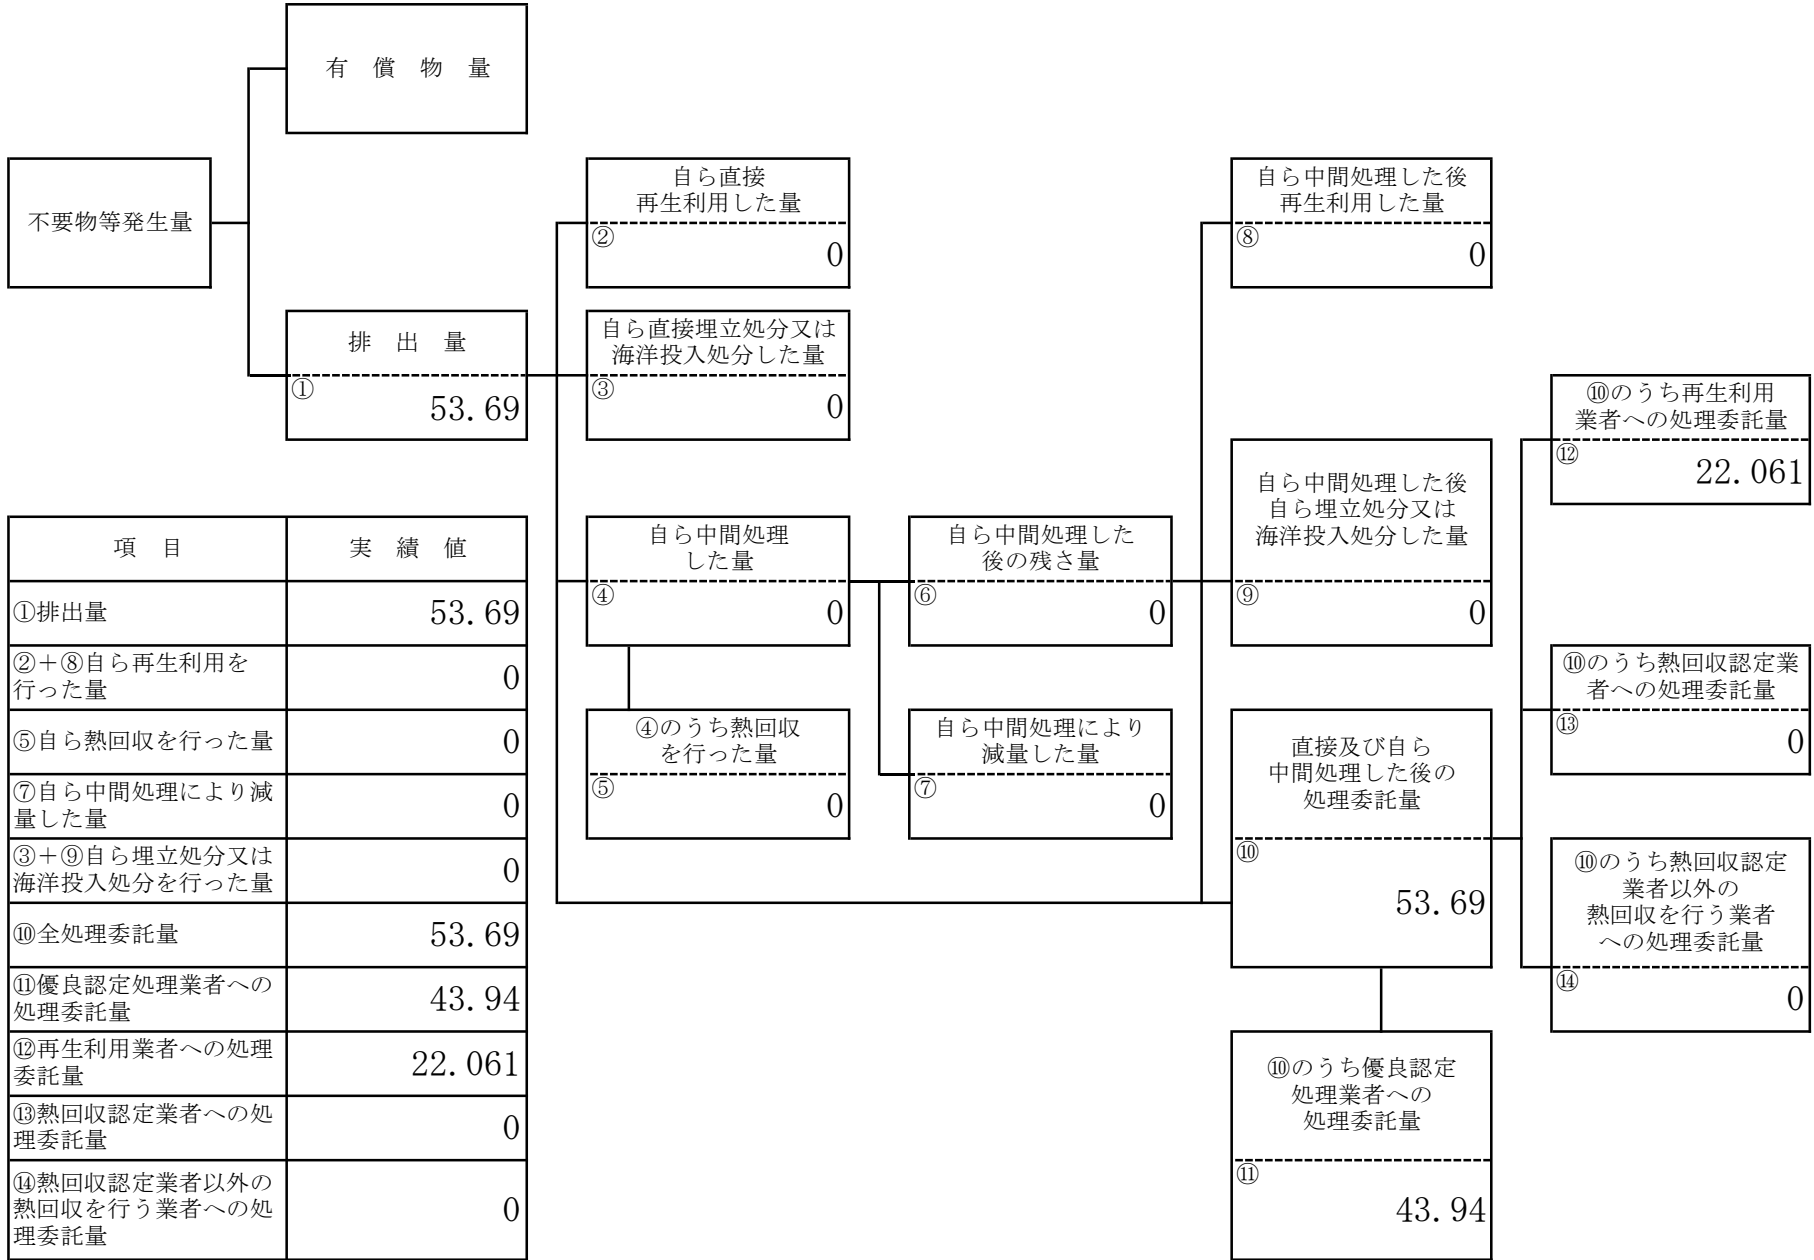 有償物量
不要物等発生量
排出量
①
53.69
自ら直接
再生利用した量
②
0
自ら直接埋立処分又は
海洋投入処分した量
③
0
自ら中間処理
した量
④
0
④のうち熱回収
を行った量
⑤
0
自ら中間処理した
後の残さ量
⑥
0
自ら中間処理により
減量した量
⑦
0
自ら中間処理した後
再生利用した量
⑧
0
自ら中間処理した後
自ら埋立処分又は
海洋投入処分した量
⑨
0
直接及び自ら
中間処理した後の
処理委託量
⑩
53.69
⑩のうち優良認定
処理業者への
処理委託量
⑪
43.94
⑩のうち再生利用
業者への処理委託量
⑫
22.061
⑩のうち熱回収認定業
者への処理委託量
⑬
0
⑩のうち熱回収認定
業者以外の
熱回収を行う業者
への処理委託量
⑭
0
項目 実績値
①排出量 53.69
②+⑧自ら再生利用を
行った量 0
⑤自ら熱回収を行った量 0
⑦自ら中間処理により減
量した量 0
③+⑨自ら埋立処分又は
海洋投入処分を行った量 0
⑩全処理委託量 53.69
⑪優良認定処理業者への
処理委託量 43.94
⑫再生利用業者への処理
委託量 22.061
⑬熱回収認定業者への処
理委託量 0
⑭熱回収認定業者以外の
熱回収を行う業者への処
理委託量 0